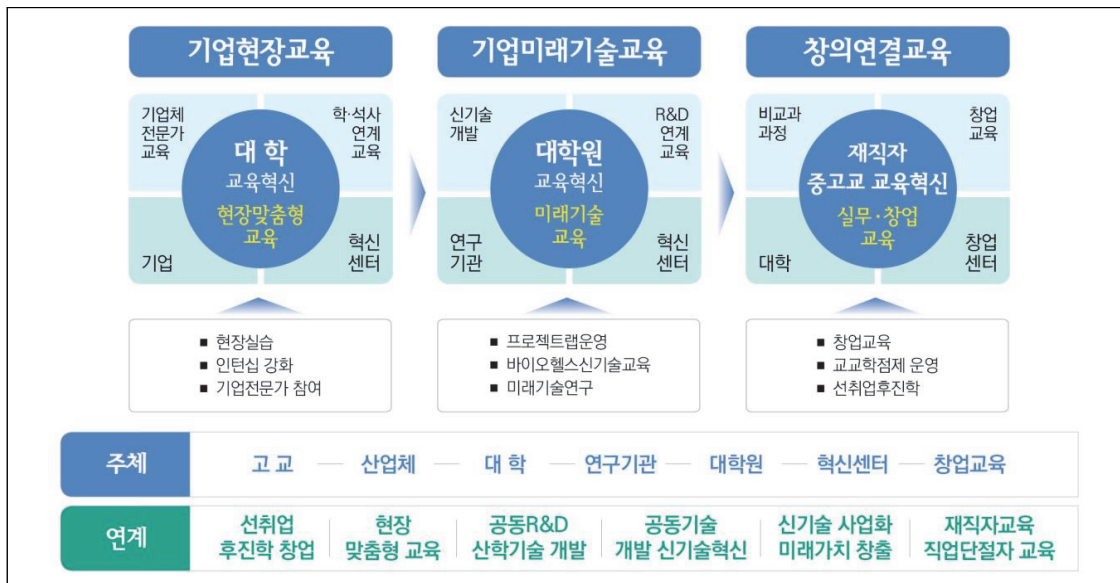 기업현장교육
기업체
전문가
교육
학·석사
연계
교육
대 학
교육혁신
현장맞춤형
교육
기업
혁신
센터
현장실습
인턴십 강화
기업전문가 참여
기업미래기술교육
신기술
개발
R&D
연계
교육
대학원
교육혁신
미래기술
교육
연구
기관
혁신
센터
프로젝트랩운영
바이오헬스신기술교육
미래기술연구
창의연결교육
비교과
과정
창업
교육
재직자
중고교 교육혁신
실무·창업
교육
대학
창업
센터
창업교육
교교학점제 운영
선취업후진학
주체
고 교 — 산업체 — 대 학 — 연구기관 — 대학원 — 혁신센터 — 창업교육
연계
선취업
후진학 창업
현장
맞춤형 교육
공동R&D
산학기술 개발
공동기술
개발 신기술혁신
신기술 사업화
미래가치 창출
재직자교육
직업단절자 교육